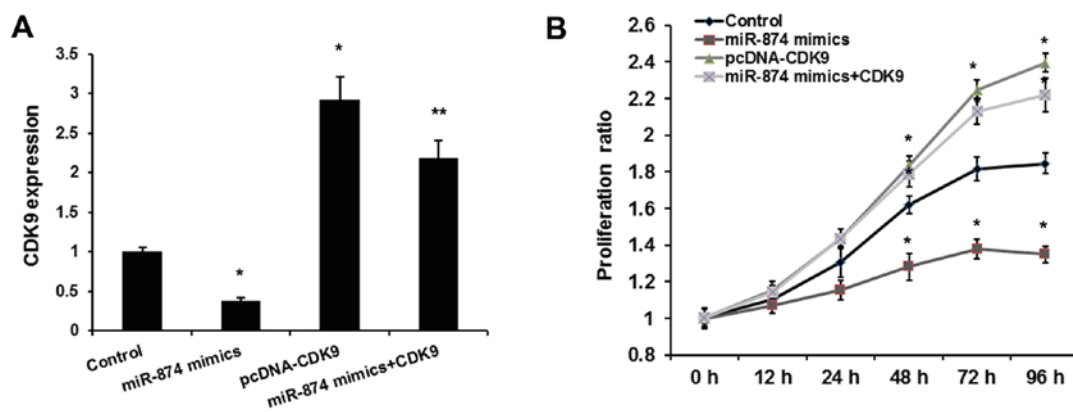 A
CDK9 expression
3.5
3
2.5
2
1.5
1
0.5
0
*
*
**
Control
miR-874 mimics
pcDNA-CDK9
miR-874 mimics+CDK9
B
Control
miR-874 mimics
pcDNA-CDK9
miR-874 mimics+CDK9
Proliferation ratio
2.6
2.4
2.2
2
1.8
1.6
1.4
1.2
1
0.8
*
*
*
*
*
*
*
*
*
0 h
12 h
24 h
48 h
72 h
96 h